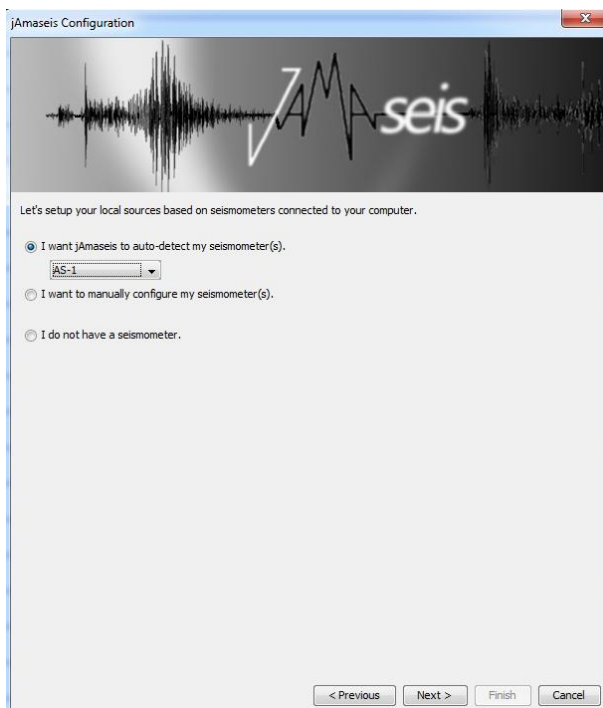 jAmaseis Configuration
jAMAseis
Let's setup your local sources based on seismometers connected to your computer.
I want jAmaseis to auto-detect my seismometer(s).
AS-1
I want to manually configure my seismometer(s).
I do not have a seismometer.
< Previous Next > Finish Cancel